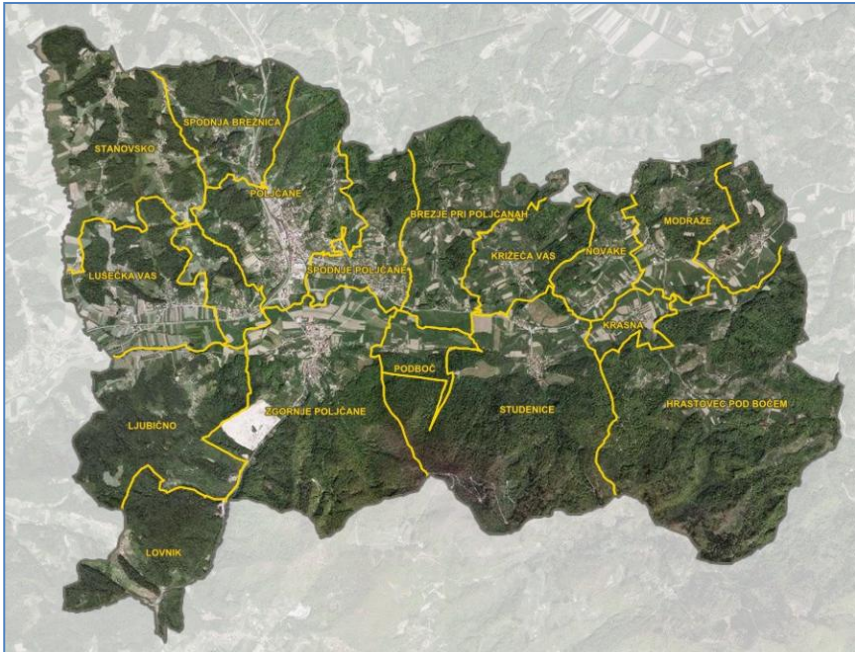 SPODNJA BREŽNICA
STANOVSKO
POLJČANE
BREZJE PRI POLJČANAH
MODRAŽE
KRIŽEČA VAS
NOVAKE
LUŠEČKA VAS
SPODNJE POLJČANE
KRASNA
PODBOČ
HRASTOVEC POD BOČEM
ZGORNJE POLJČANE
STUDENICE
LJUBIČNO
LOVNIK